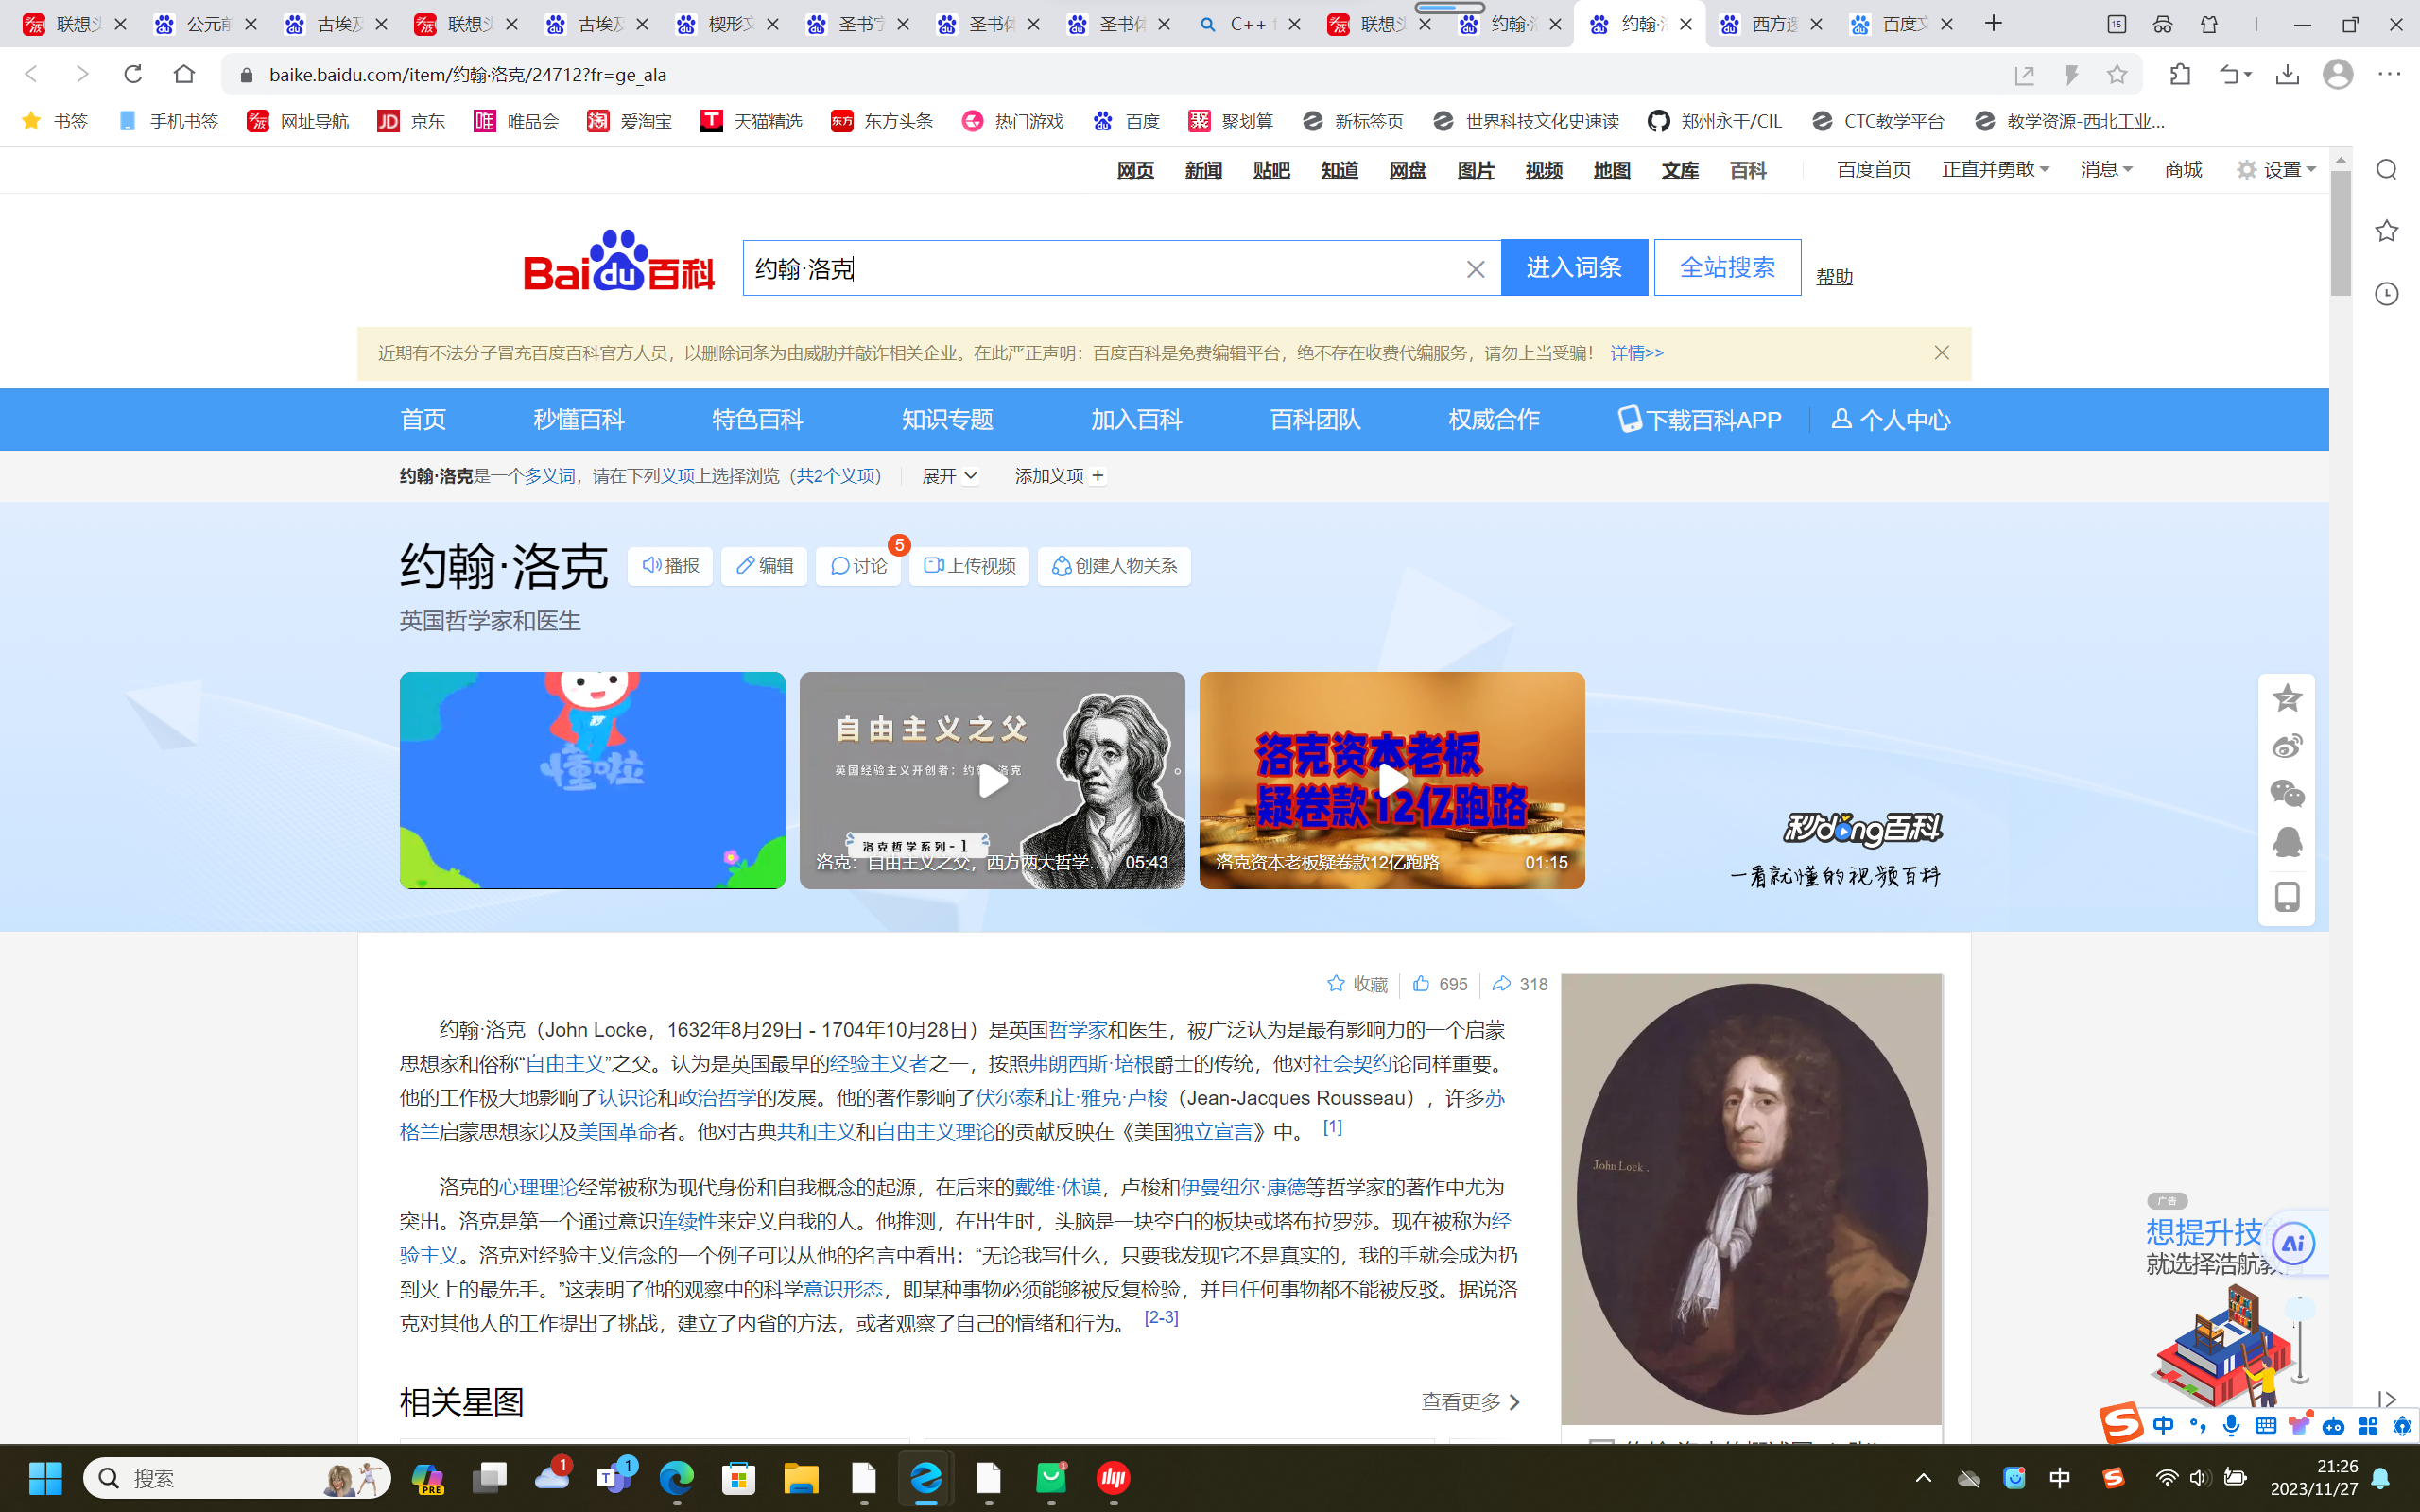 联想头
公元前
古埃及
联想头
古埃及
楔形文
圣书字
圣书体
圣书体
C++
联想头
约翰·洛
约翰·洛
西方逻
百度文
15
baike.baidu.com/item/约翰·洛克/24712?fr=ge_ala
书签
手机书签
网址导航
京东
唯品会
爱淘宝
天猫精选
东方头条
热门游戏
百度
聚划算
新标签页
世界科技文化史速读
郑州永干/CIL
CTC教学平台
教学资源-西北工业...
网页 新闻 贴吧 知道 网盘 图片 视频 地图 文库 百科 百度首页 正直并勇敢 消息 商城 设置
Bai du 百科
约翰·洛克
进入词条
全站搜索
帮助
近期有不法分子冒充百度百科官方人员，以删除词条为由威胁并敲诈相关企业。在此严正声明：百度百科是免费编辑平台，绝不存在收费代编服务，请勿上当受骗！ 详情>>
首页 秒懂百科 特色百科 知识专题 加入百科 百科团队 权威合作 下载百科APP 个人中心
约翰·洛克是一个多义词，请在下列义项上选择浏览（共2个义项） 展开 添加义项 +
约翰·洛克
播报 编辑 讨论 5 上传视频 创建人物关系
英国哲学家和医生
懂啦
自由主义之父
洛克哲学系列-1
洛克：自由主义之父，西方两大哲学... 05:43
洛克资本老板
疑卷款12亿跑路
洛克资本老板疑卷款12亿跑路 01:15
秒dǒng百科
一看就懂的视频百科
收藏 695 318
约翰·洛克（John Locke，1632年8月29日 - 1704年10月28日）是英国哲学家和医生，被广泛认为是最有影响力的一个启蒙
思想家和俗称“自由主义”之父。认为是英国最早的经验主义者之一，按照弗朗西斯·培根爵士的传统，他对社会契约论同样重要。
他的工作极大地影响了认识论和政治哲学的发展。他的著作影响了伏尔泰和让·雅克·卢梭（Jean-Jacques Rousseau），许多苏
格兰启蒙思想家以及美国革命者。他对古典共和主义和自由主义理论的贡献反映在《美国独立宣言》中。 [1]
洛克的心理理论经常被称为现代身份和自我概念的起源，在后来的戴维·休谟，卢梭和伊曼纽尔·康德等哲学家的著作中尤为
突出。洛克是第一个通过意识连续性来定义自我的人。他推测，在出生时，头脑是一块空白的板块或塔布拉罗莎。现在被称为经
验主义。洛克对经验主义信念的一个例子可以从他的名言中看出：“无论我写什么，只要我发现它不是真实的，我的手就会成为扔
到火上的最先手。”这表明了他的观察中的科学意识形态，即某种事物必须能够被反复检验，并且任何事物都不能被反驳。据说洛
克对其他人的工作提出了挑战，建立了内省的方法，或者观察了自己的情绪和行为。 [2-3]
John Lock .
相关星图
查看更多
广告
想提升技
就选择浩航教
Ai
中
搜索
PRE
1
1
中
21:26
2023/11/27